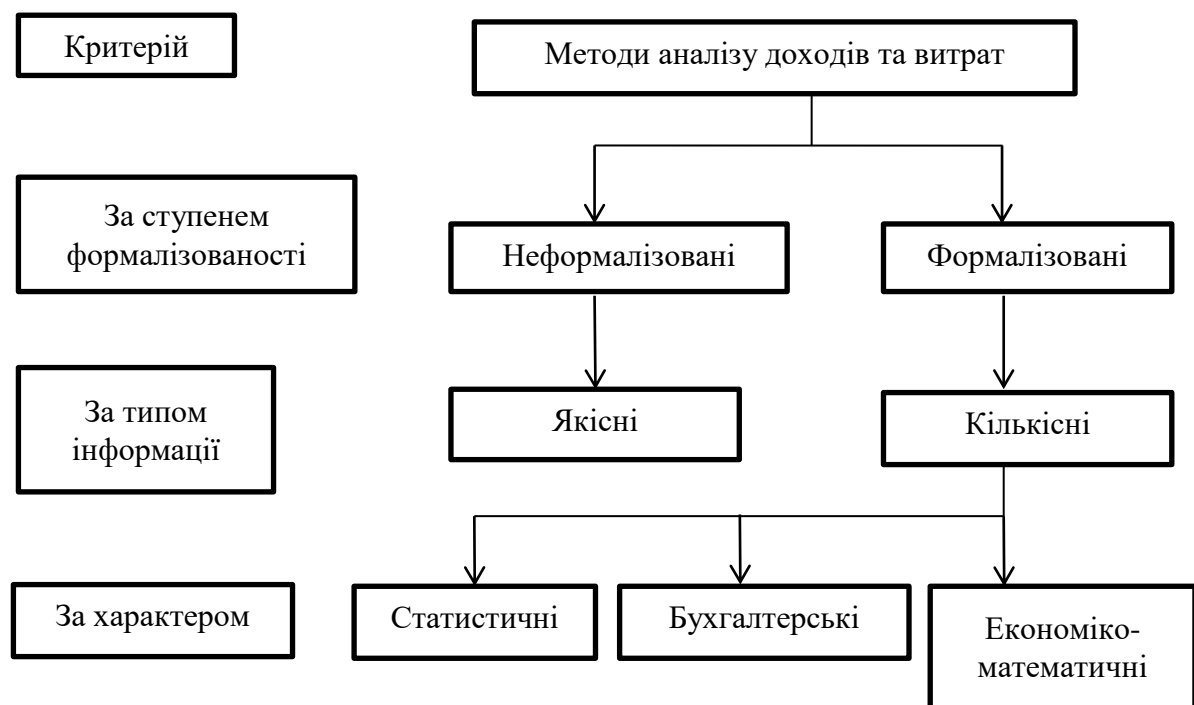 Критерій
Методи аналізу доходів та витрат
За ступенем
формалізованості
Неформалізовані
Формалізовані
За типом
інформації
Якісні
Кількісні
За характером
Статистичні
Бухгалтерські
Економіко-
математичні